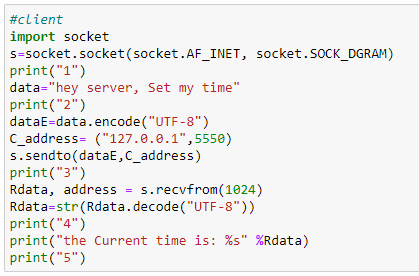 #client
import socket
s=socket.socket(socket.AF_INET, socket.SOCK_DGRAM)
print("1")
data="hey server, Set my time"
print("2")
dataE=data.encode("UTF-8")
C_address= ("127.0.0.1",5550)
s.sendto(dataE,C_address)
print("3")
Rdata, address = s.recvfrom(1024)
Rdata=str(Rdata.decode("UTF-8"))
print("4")
print("the Current time is: %s" %Rdata)
print("5")